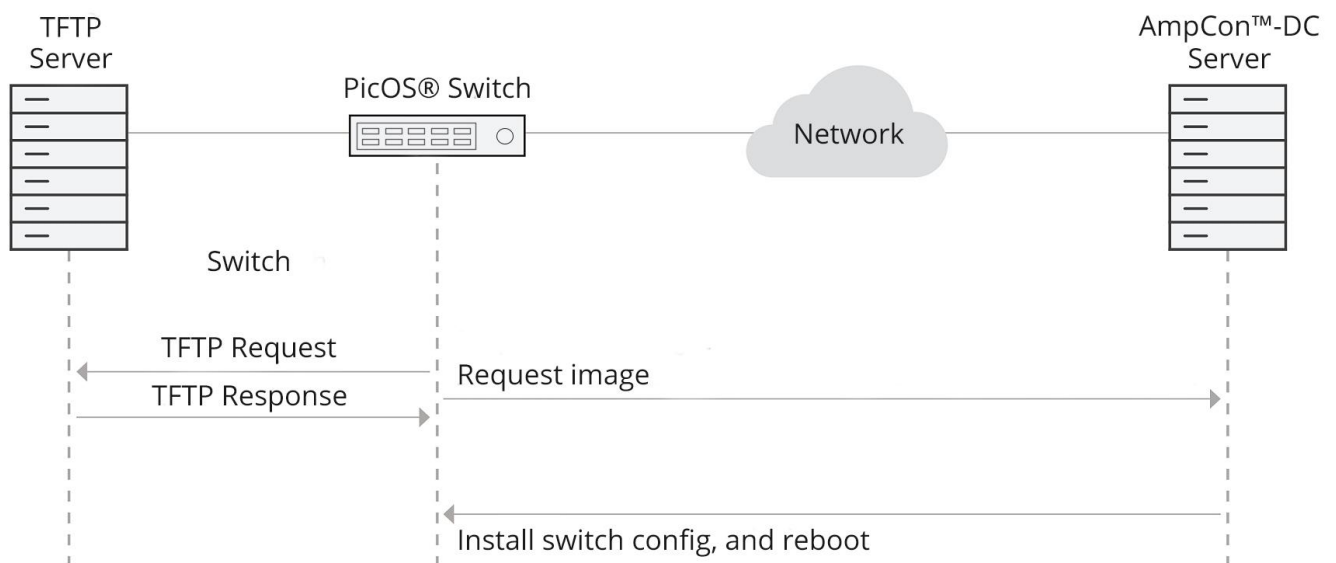 TFTP
Server
AmpCon™-DC
Server
PicOS® Switch
Network
Switch
TFTP Request
Request image
TFTP Response
Install switch config, and reboot